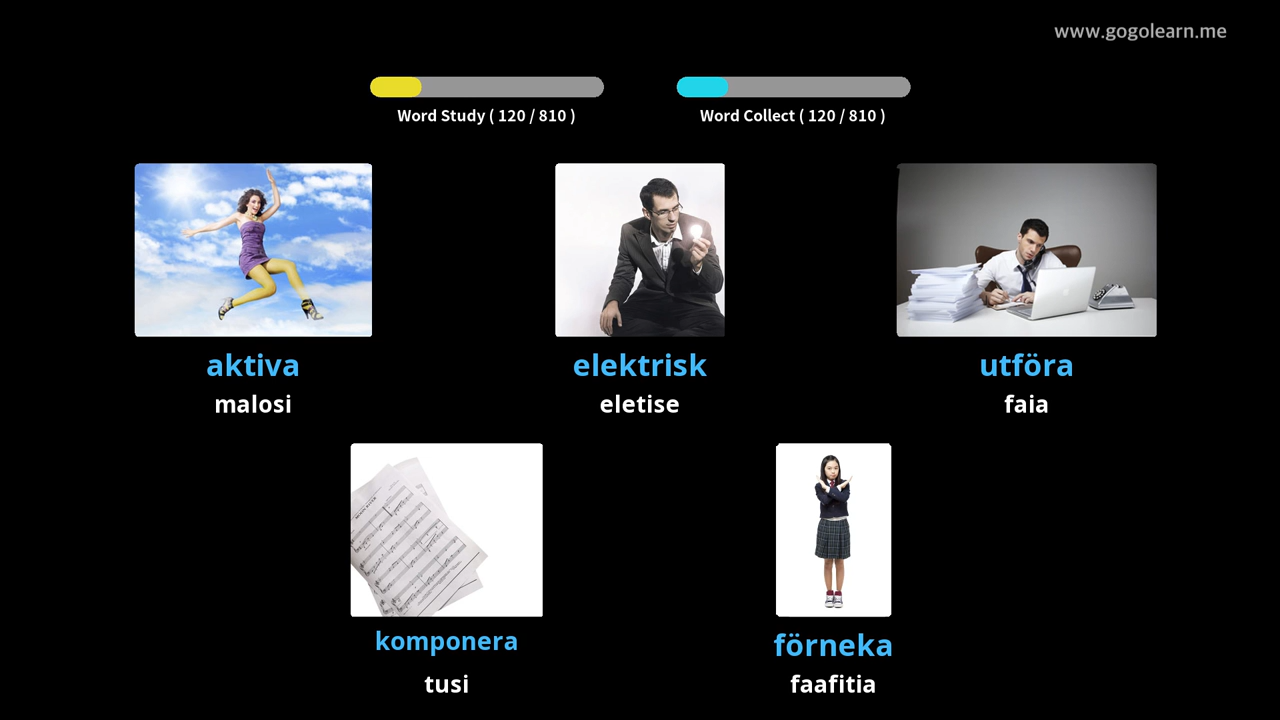 www.gogolearn.me
Word Study ( 120 / 810 )
Word Collect ( 120 / 810 )
aktiva
malosi
elektrisk
eletise
utföra
faia
komponera
tusi
förneka
faafitia